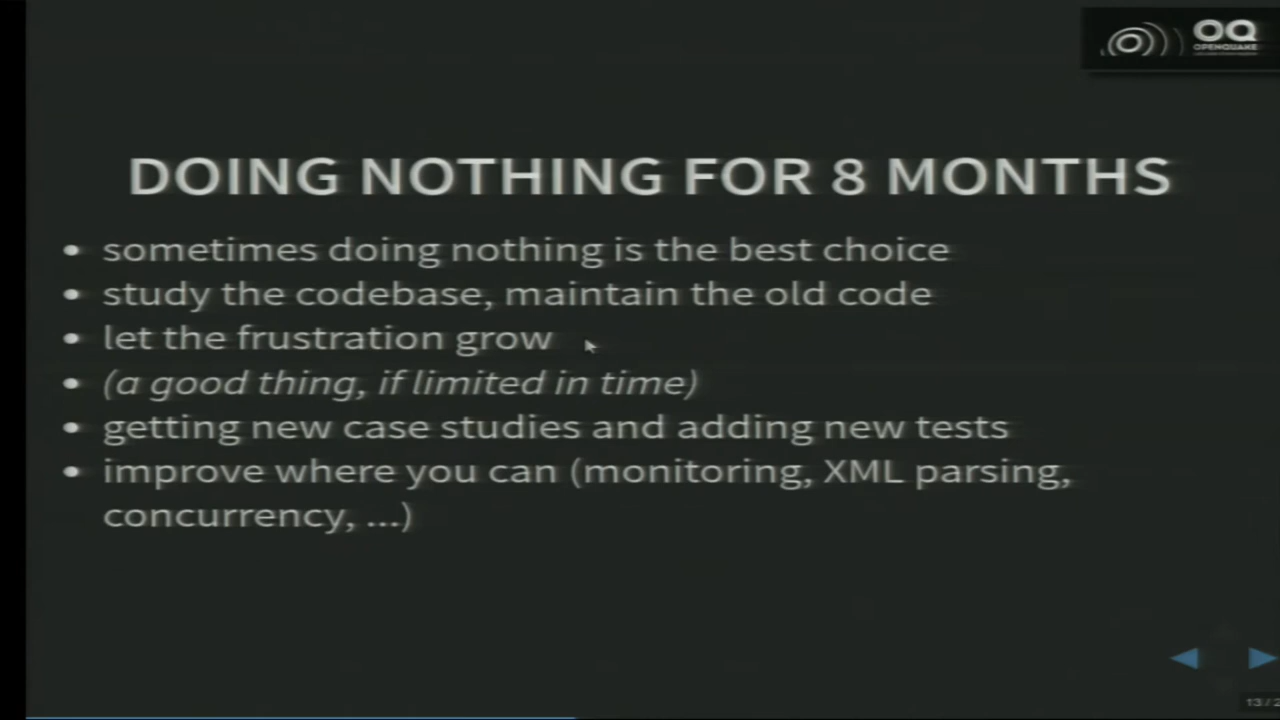 OQ
OPENQUAKE
DOING NOTHING FOR 8 MONTHS
• sometimes doing nothing is the best choice
• study the codebase, maintain the old code
• let the frustration grow
• (a good thing, if limited in time)
• getting new case studies and adding new tests
• improve where you can (monitoring, XML parsing,
concurrency, ...)
13 /